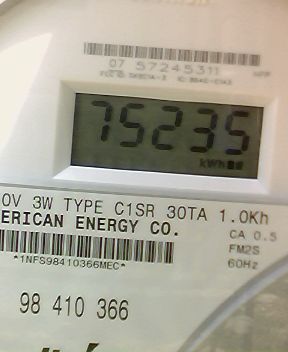 07 57245311
75235
kWh
0V 3W TYPE C1SR 30TA 1.0Kh
ERICAN ENERGY CO.
CA 0.5
FM2S
60Hz
*1NFS98410366MEC*
98 410 366